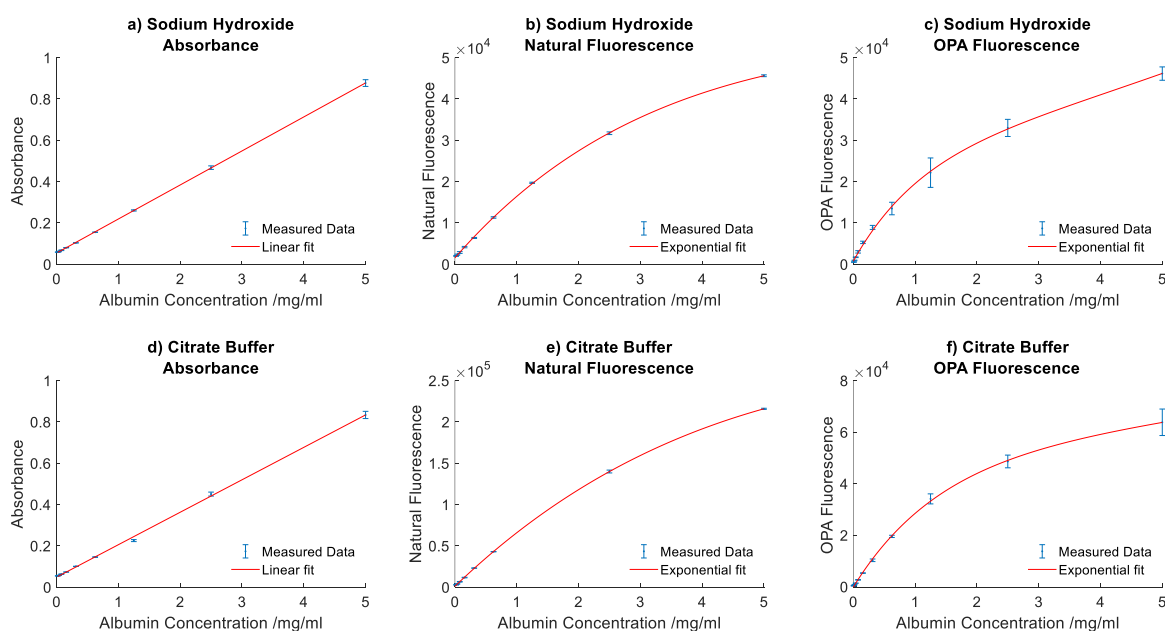 a) Sodium Hydroxide
Absorbance
1
0.8
0.6
0.4
0.2
0
Absorbance
Measured Data
Linear fit
0 1 2 3 4 5
Albumin Concentration /mg/ml
b) Sodium Hydroxide
Natural Fluorescence
×10⁴
5
4
3
2
1
0
Natural Fluorescence
Measured Data
Exponential fit
0 1 2 3 4 5
Albumin Concentration /mg/ml
c) Sodium Hydroxide
OPA Fluorescence
×10⁴
5
4
3
2
1
0
OPA Fluorescence
Measured Data
Exponential fit
0 1 2 3 4 5
Albumin Concentration /mg/ml
d) Citrate Buffer
Absorbance
1
0.8
0.6
0.4
0.2
0
Absorbance
Measured Data
Linear fit
0 1 2 3 4 5
Albumin Concentration /mg/ml
e) Citrate Buffer
Natural Fluorescence
×10⁵
2.5
2
1.5
1
0.5
0
Natural Fluorescence
Measured Data
Exponential fit
0 1 2 3 4 5
Albumin Concentration /mg/ml
f) Citrate Buffer
OPA Fluorescence
×10⁴
8
6
4
2
0
OPA Fluorescence
Measured Data
Exponential fit
0 1 2 3 4 5
Albumin Concentration /mg/ml